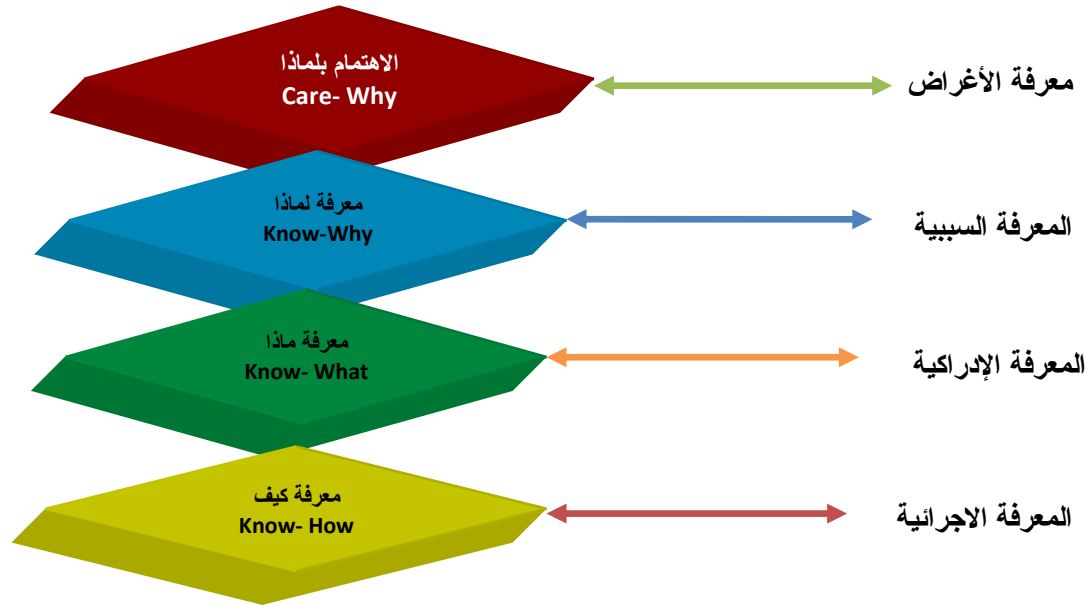 الاهتمام بلماذا
Care- Why
معرفة الأغراض
معرفة لماذا
Know-Why
المعرفة السببية
معرفة ماذا
Know- What
المعرفة الإدراكية
معرفة كيف
Know- How
المعرفة الاجرائية